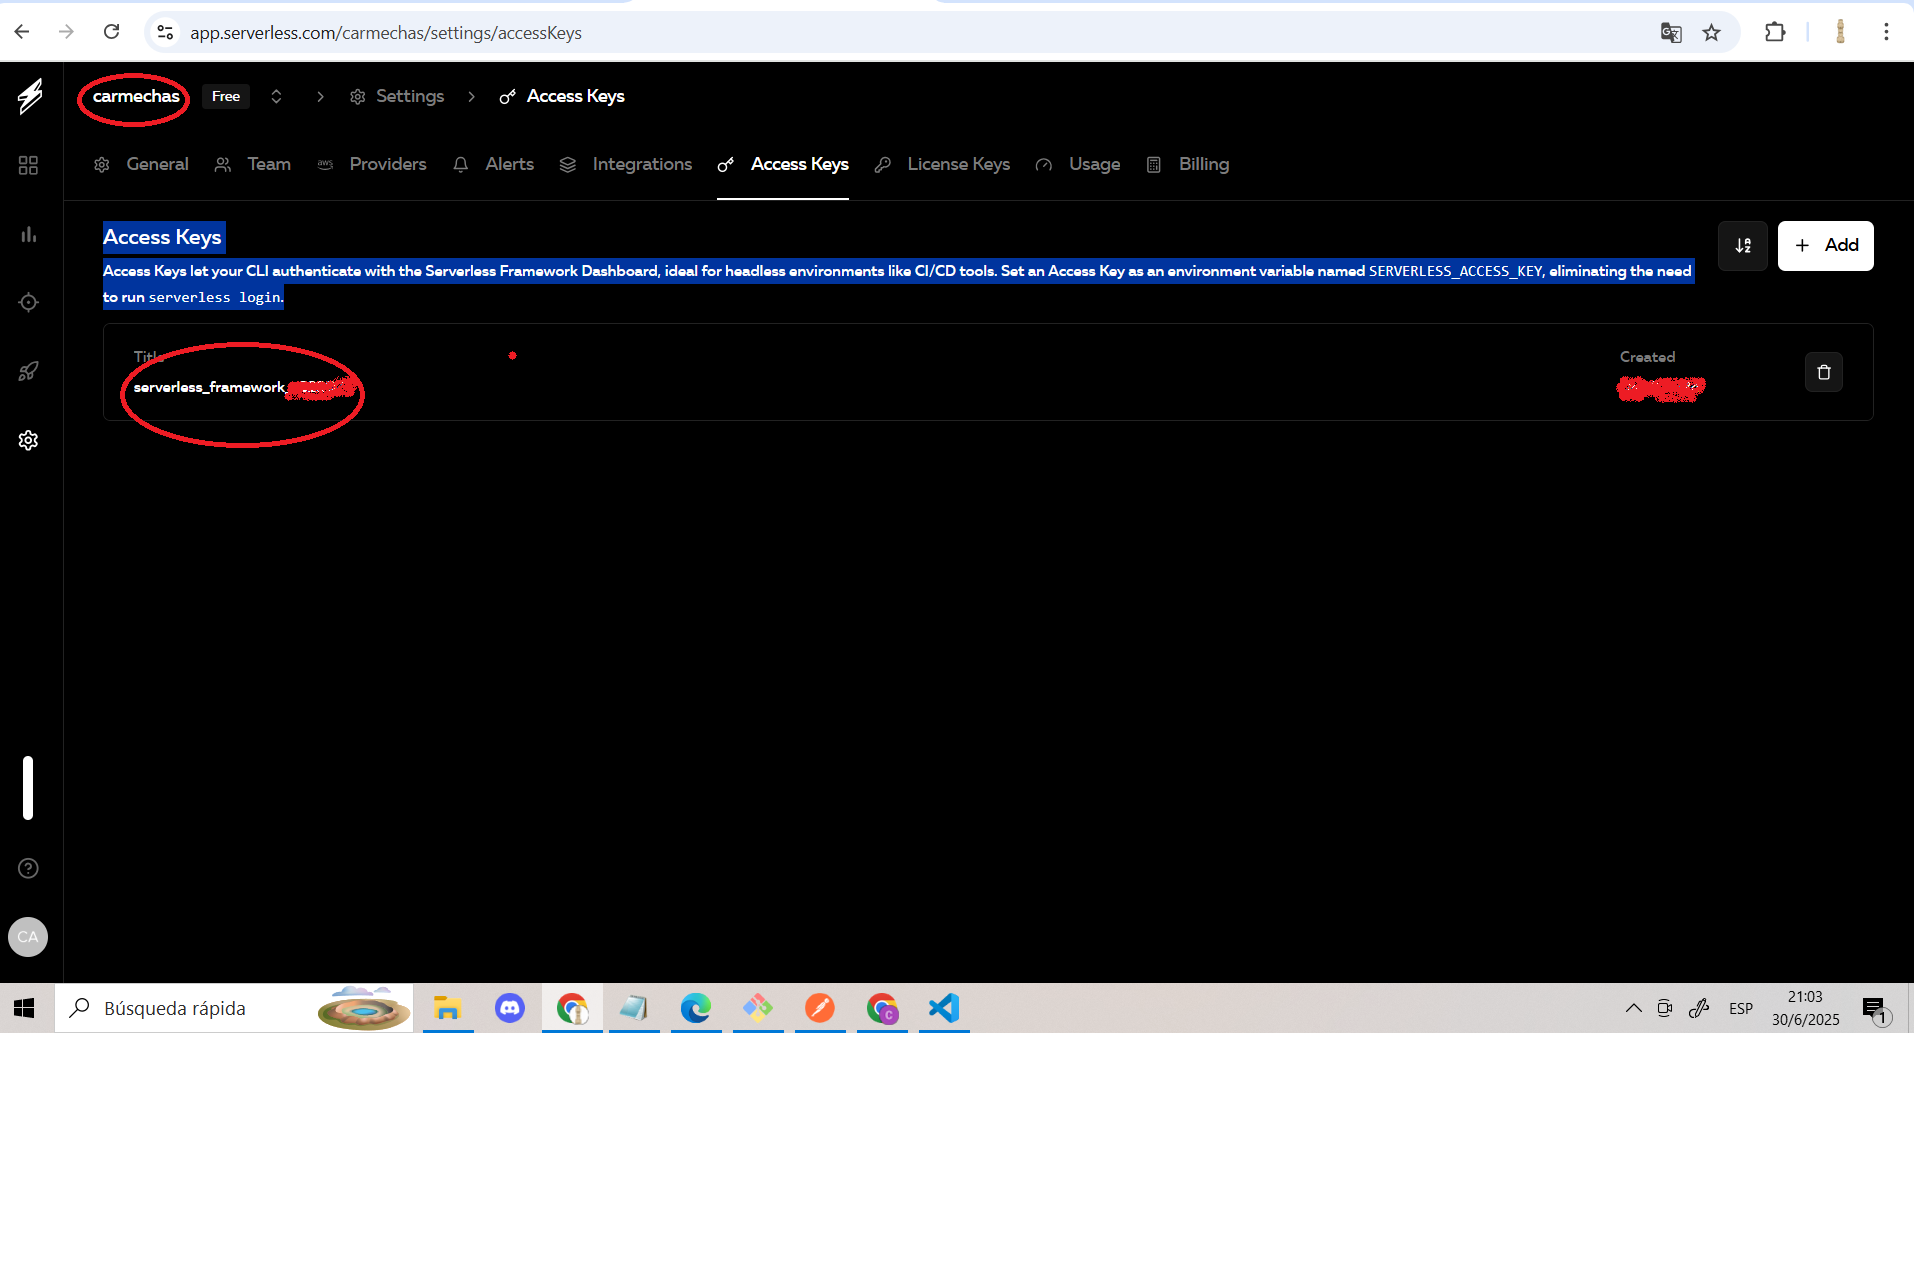 app.serverless.com/carmechas/settings/accessKeys
carmechas Free Settings Access Keys
General Team aws Providers Alerts Integrations Access Keys License Keys Usage Billing
Access Keys
Add
Access Keys let your CLI authenticate with the Serverless Framework Dashboard, ideal for headless environments like CI/CD tools. Set an Access Key as an environment variable named SERVERLESS_ACCESS_KEY, eliminating the need
to run serverless login.
Title Created
serverless_framework_
CA
Búsqueda rápida
C
ESP
21:03
30/6/2025
1